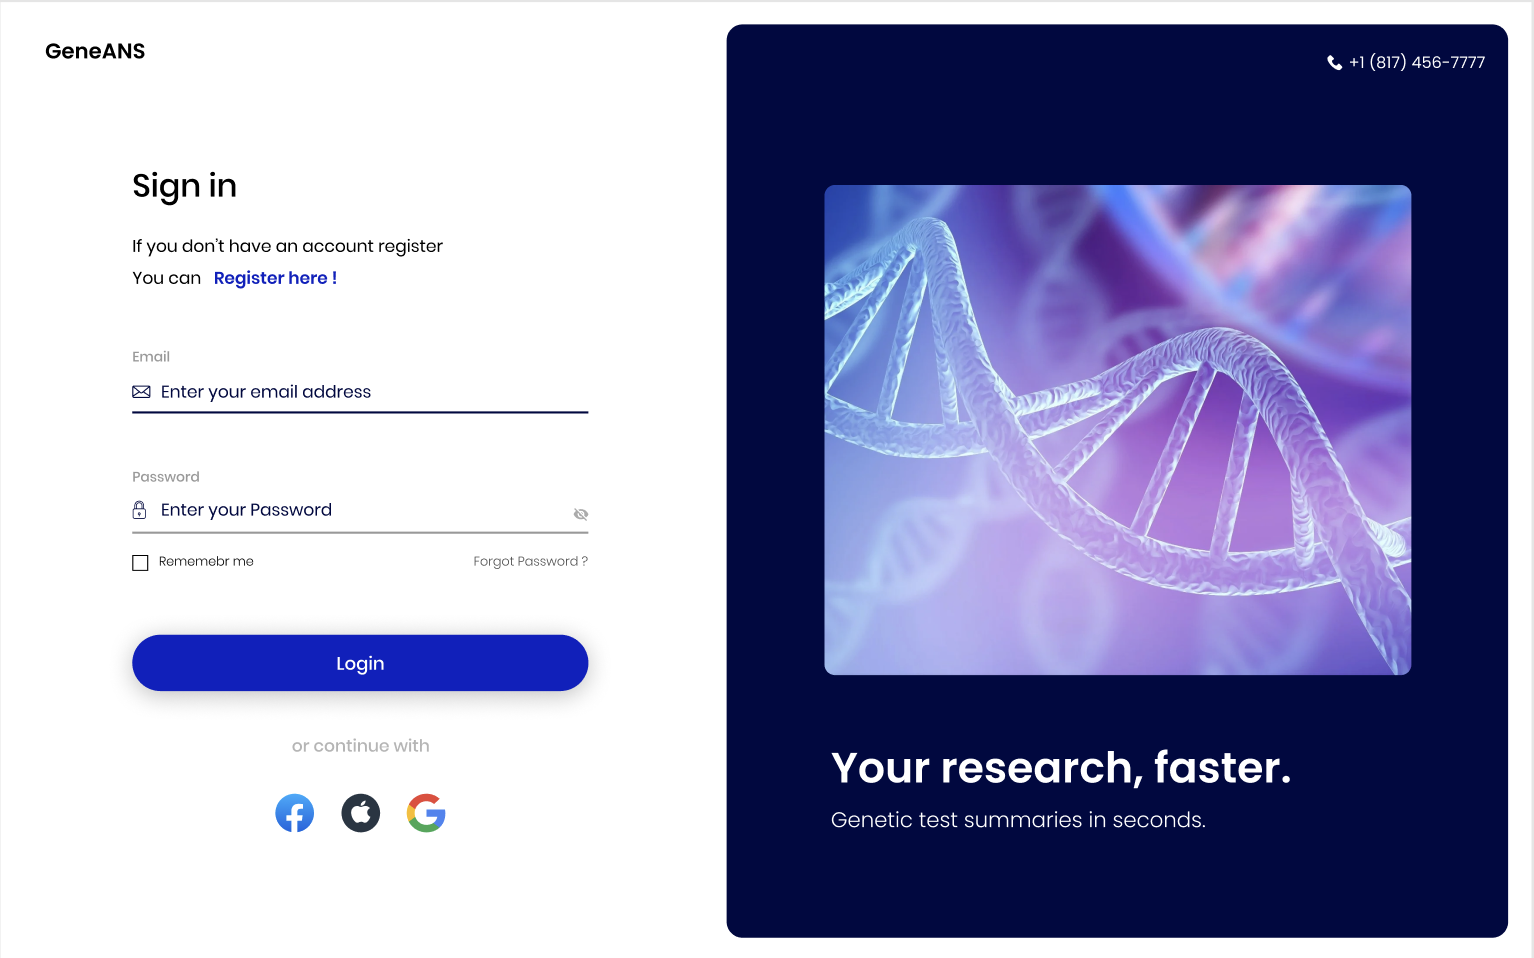 GeneANS
+1 (817) 456-7777
Sign in
If you don't have an account register
You can Register here !
Email
Enter your email address
Password
Enter your Password
Rememebr me
Forgot Password ?
Login
or continue with
Your research, faster.
Genetic test summaries in seconds.